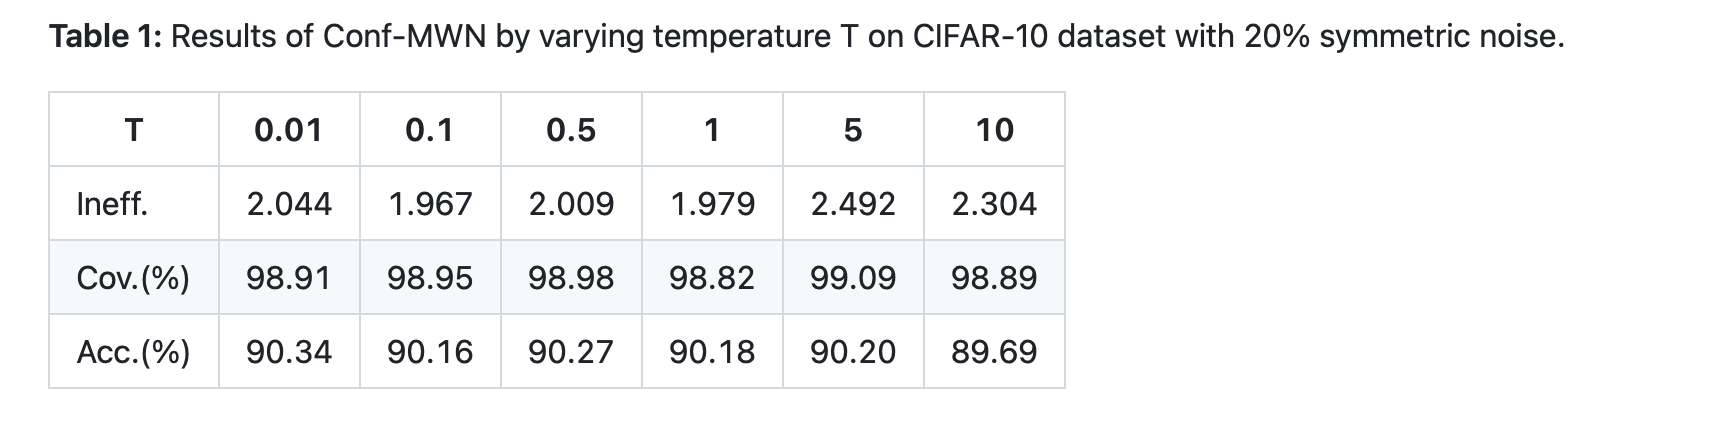 Table 1: Results of Conf-MWN by varying temperature T on CIFAR-10 dataset with 20% symmetric noise.
T 0.01 0.1 0.5 1 5 10
Ineff. 2.044 1.967 2.009 1.979 2.492 2.304
Cov.(%) 98.91 98.95 98.98 98.82 99.09 98.89
Acc.(%) 90.34 90.16 90.27 90.18 90.20 89.69